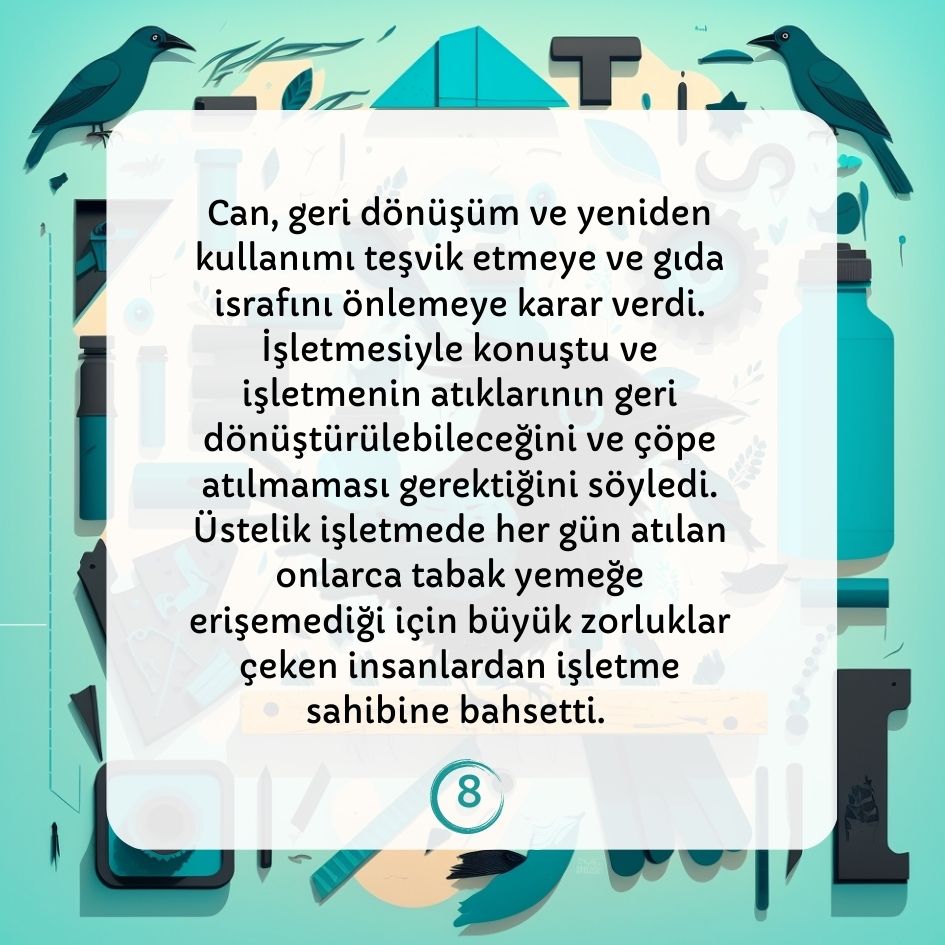 Can, geri dönüşüm ve yeniden
kullanımı teşvik etmeye ve gıda
israfını önlemeye karar verdi.
İşletmesiyle konuştu ve
işletmenin atıklarının geri
dönüştürülebileceğini ve çöpe
atılmaması gerektiğini söyledi.
Üstelik işletmede her gün atılan
onlarca tabak yemeğe
erişemediği için büyük zorluklar
çeken insanlardan işletme
sahibine bahsetti.
8